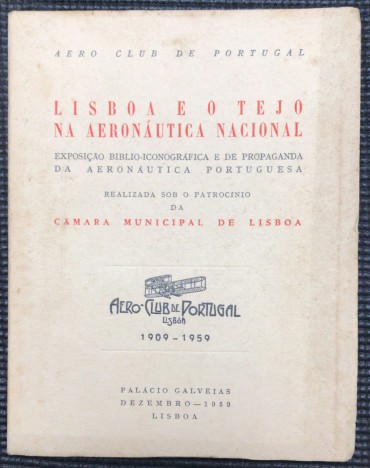 AERO CLUB DE PORTUGAL
LISBOA E O TEJO
NA AERONÁUTICA NACIONAL
EXPOSIÇÃO BIBLIO-ICONOGRÁFICA E DE PROPAGANDA
DA AERONÁUTICA PORTUGUESA
REALIZADA SOB O PATROCÍNIO
DA
CÂMARA MUNICIPAL DE LISBOA
AERO-CLUB DE PORTUGAL
LISBOA
1909-1959
PALÁCIO GALVEIAS
DEZEMBRO—1959
LISBOA